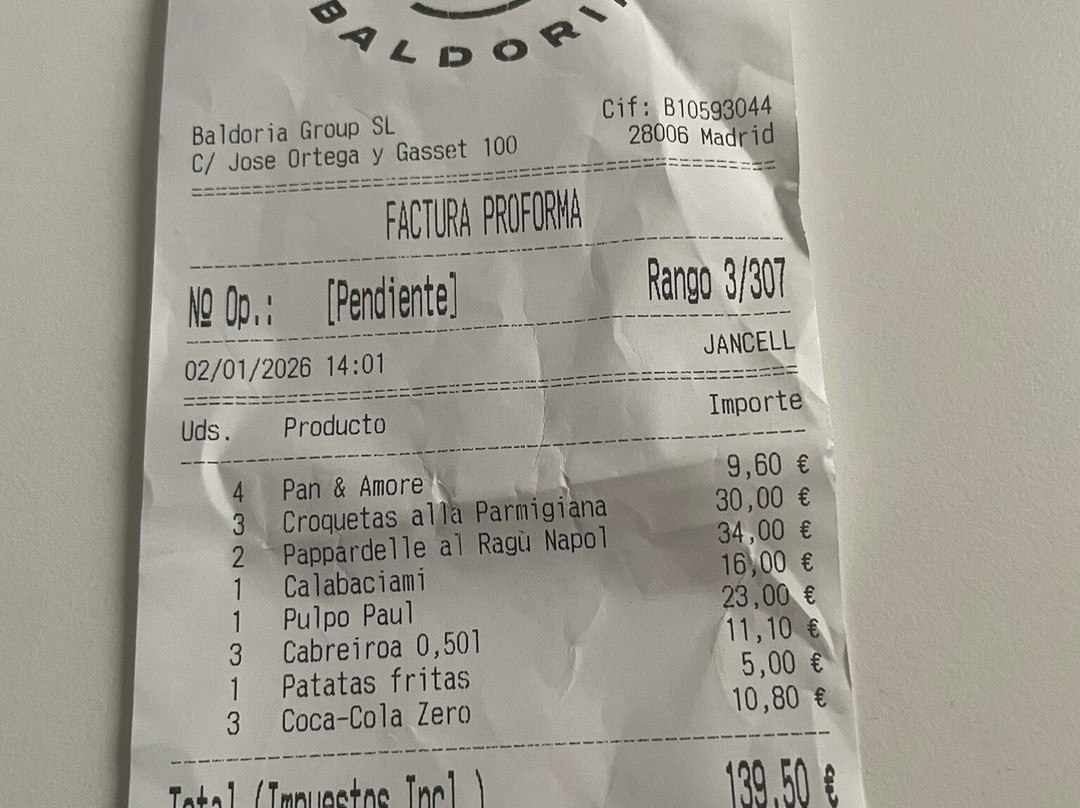 BALDORI
Baldoria Group SL Cif: B10593044
C/ Jose Ortega y Gasset 100 28006 Madrid
FACTURA PROFORMA
Nº Op.: [Pendiente] Rango 3/307
02/01/2026 14:01 JANCELL
Uds. Producto Importe
4 Pan & Amore 9,60 €
3 Croquetas alla Parmigiana 30,00 €
2 Pappardelle al Ragù Napol 34,00 €
1 Calabaciami 16,00 €
1 Pulpo Paul 23,00 €
3 Cabreiroa 0,50l 11,10 €
1 Patatas fritas 5,00 €
3 Coca-Cola Zero 10,80 €
Total (Impuestos Incl.) 139,50 €